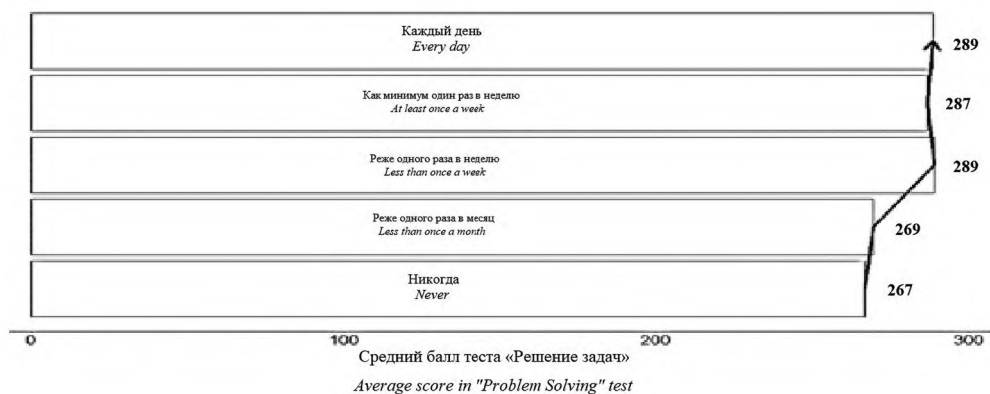 Каждый день
Every day
289
Как минимум один раз в неделю
At least once a week
287
Реже одного раза в неделю
Less than once a week
289
Реже одного раза в месяц
Less than once a month
269
Никогда
Never
267
0 100 200 300
Средний балл теста «Решение задач»
Average score in "Problem Solving" test